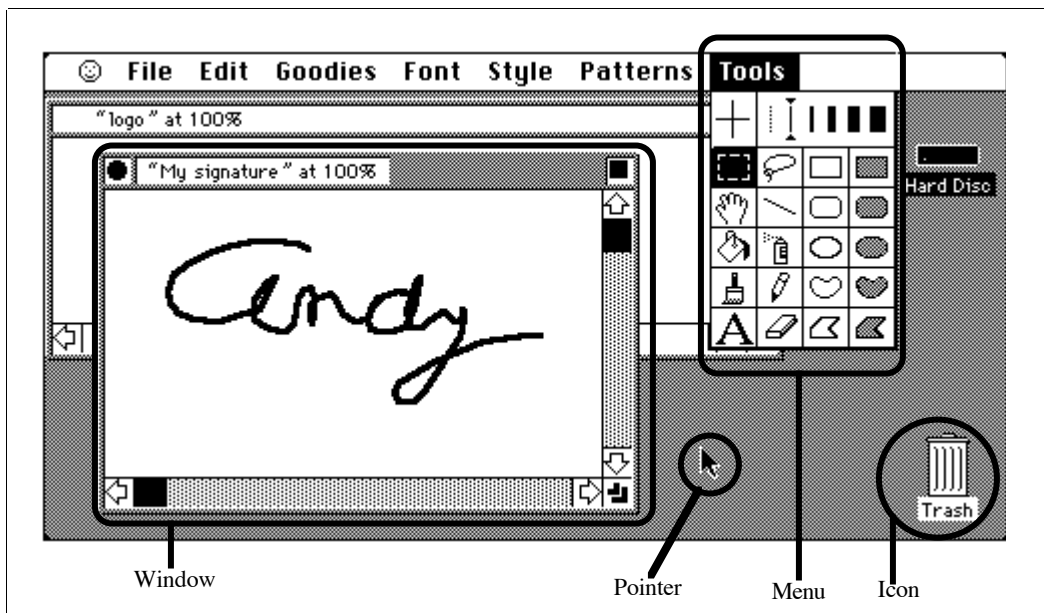 File Edit Goodies Font Style Patterns Tools
“logo” at 100%
“My signature” at 100%
Hard Disc
Andy
A
Trash
Window
Pointer
Menu
Icon